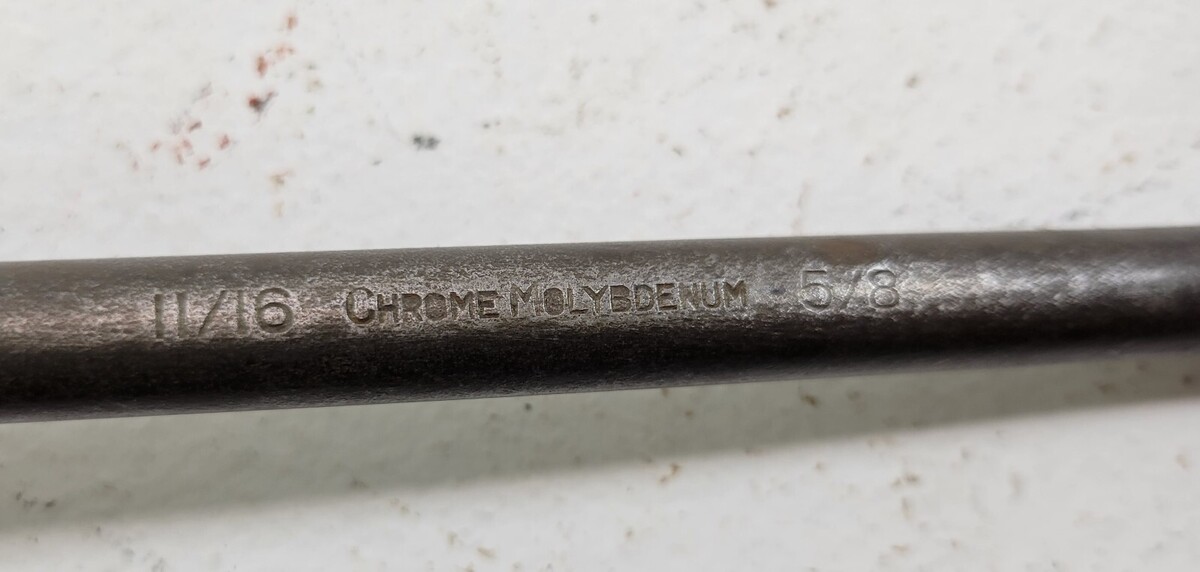 11/16 CHROME MOLYBDENUM 5/8